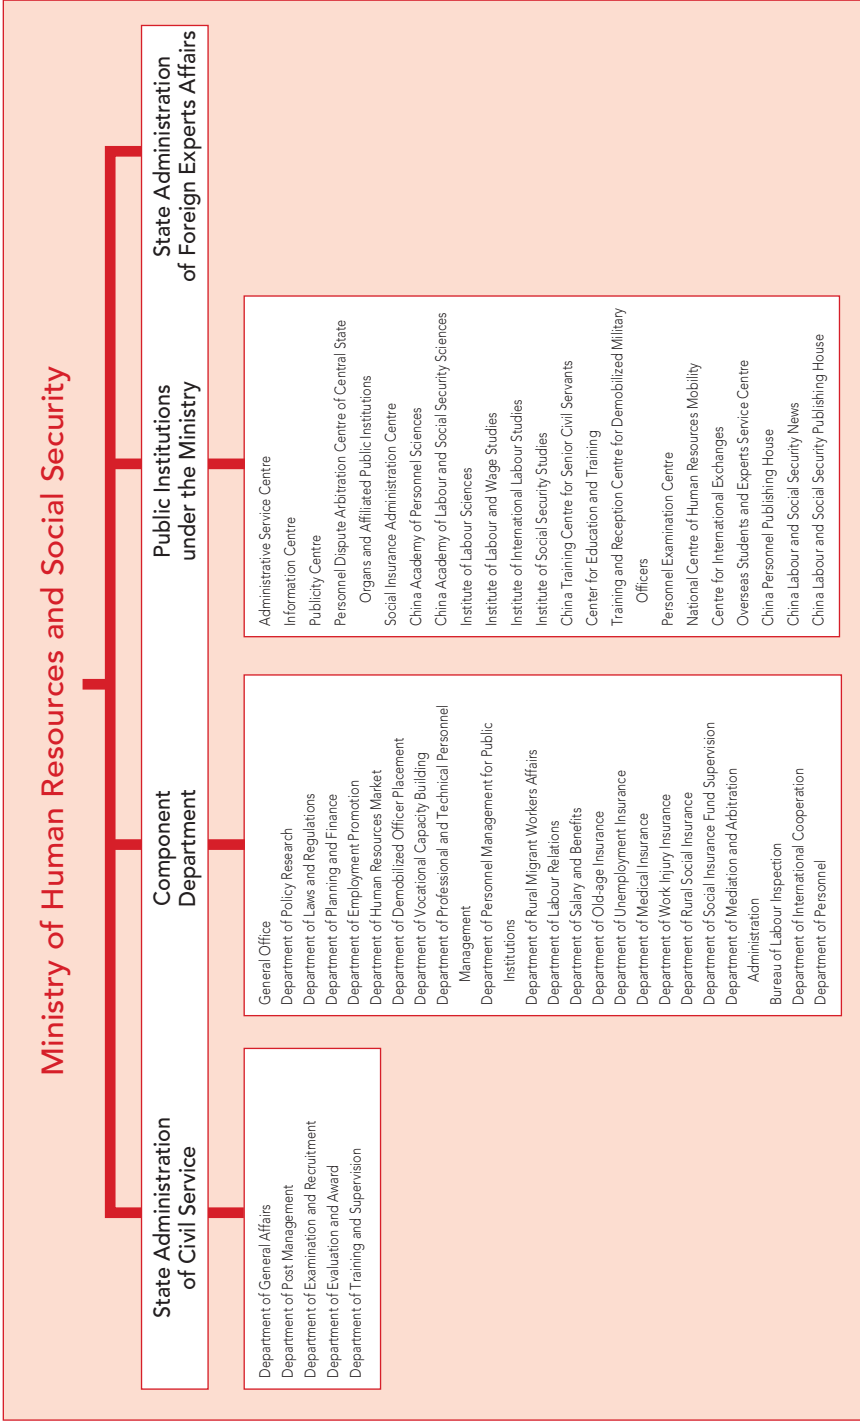 Ministry of Human Resources and Social Security
State Administration
of Civil Service
Component
Department
Public Institutions
under the Ministry
State Administration
of Foreign Experts Affairs
Department of General Affairs
Department of Post Management
Department of Examination and Recruitment
Department of Evaluation and Award
Department of Training and Supervision
General Office
Department of Policy Research
Department of Laws and Regulations
Department of Planning and Finance
Department of Employment Promotion
Department of Human Resources Market
Department of Demobilized Officer Placement
Department of Vocational Capacity Building
Department of Professional and Technical Personnel
Management
Department of Personnel Management for Public
Institutions
Department of Rural Migrant Workers Affairs
Department of Labour Relations
Department of Salary and Benefits
Department of Old-age Insurance
Department of Unemployment Insurance
Department of Medical Insurance
Department of Work Injury Insurance
Department of Rural Social Insurance
Department of Social Insurance Fund Supervision
Department of Mediation and Arbitration
Administration
Bureau of Labour Inspection
Department of International Cooperation
Department of Personnel
Administrative Service Centre
Information Centre
Publicity Centre
Personnel Dispute Arbitration Centre of Central State
Organs and Affiliated Public Institutions
Social Insurance Administration Centre
China Academy of Personnel Sciences
China Academy of Labour and Social Security Sciences
Institute of Labour Sciences
Institute of Labour and Wage Studies
Institute of International Labour Studies
Institute of Social Security Studies
China Training Centre for Senior Civil Servants
Center for Education and Training
Training and Reception Centre for Demobilized Military
Officers
Personnel Examination Centre
National Centre of Human Resources Mobility
Centre for International Exchanges
Overseas Students and Experts Service Centre
China Personnel Publishing House
China Labour and Social Security News
China Labour and Social Security Publishing House